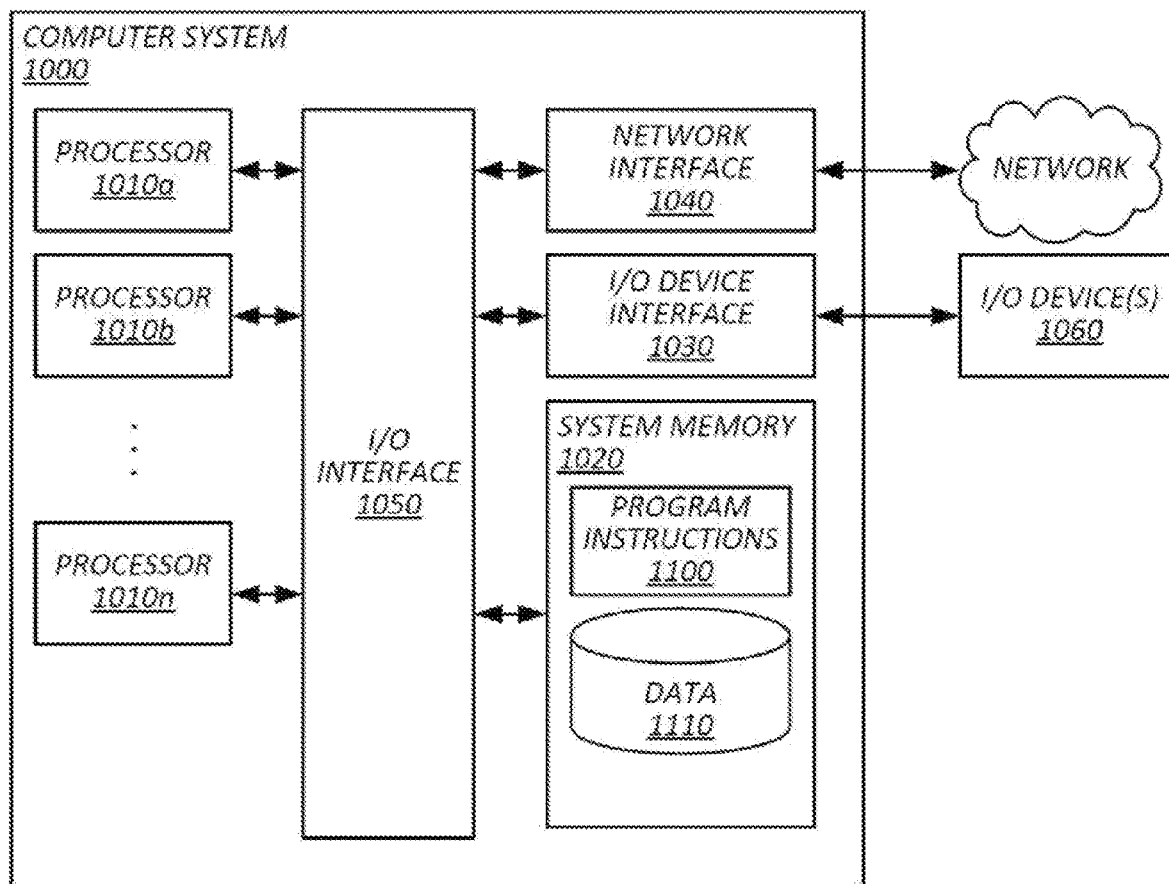 COMPUTER SYSTEM
1000
PROCESSOR
1010a
PROCESSOR
1010b
PROCESSOR
1010n
I/O
INTERFACE
1050
NETWORK
INTERFACE
1040
I/O DEVICE
INTERFACE
1030
SYSTEM MEMORY
1020
PROGRAM
INSTRUCTIONS
1100
DATA
1110
NETWORK
I/O DEVICE(S)
1060